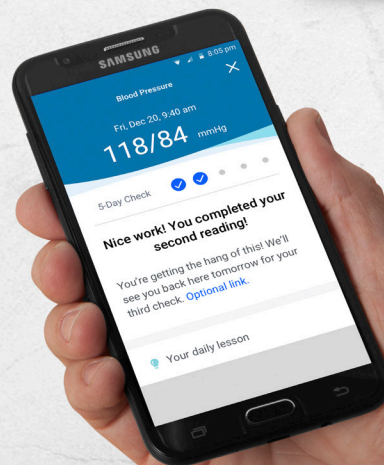 SAMSUNG
8:05 pm
Blood Pressure
Fri, Dec 20, 9:40 am
118/84 mmHg
5-Day Check
Nice work! You completed your
second reading!
You're getting the hang of this! We'll
see you back here tomorrow for your
third check. Optional link.
Your daily lesson